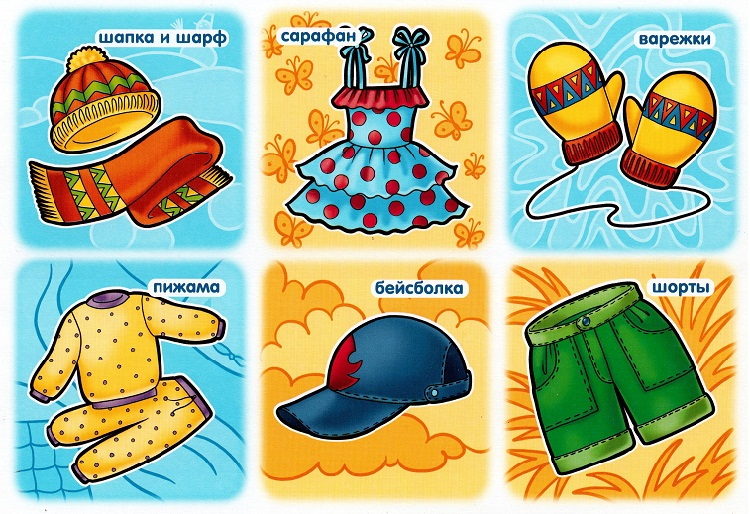 шапка и шарф
сарафан
варежки
пижама
бейсболка
шорты